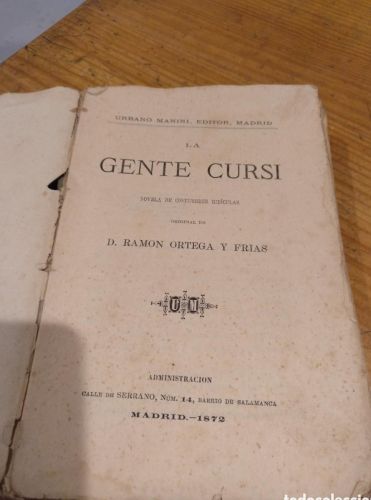 URBANO MANINI, EDITOR, MADRID
LA
GENTE CURSI
NOVELA DE COSTUMBRES RIDÍCULAS
ORIGINAL DE
D. RAMON ORTEGA Y FRIAS
U N
ADMINISTRACION
CALLE DE SERRANO, NÚM. 14, BARRIO DE SALAMANCA
MADRID.—1872
todocoleccion